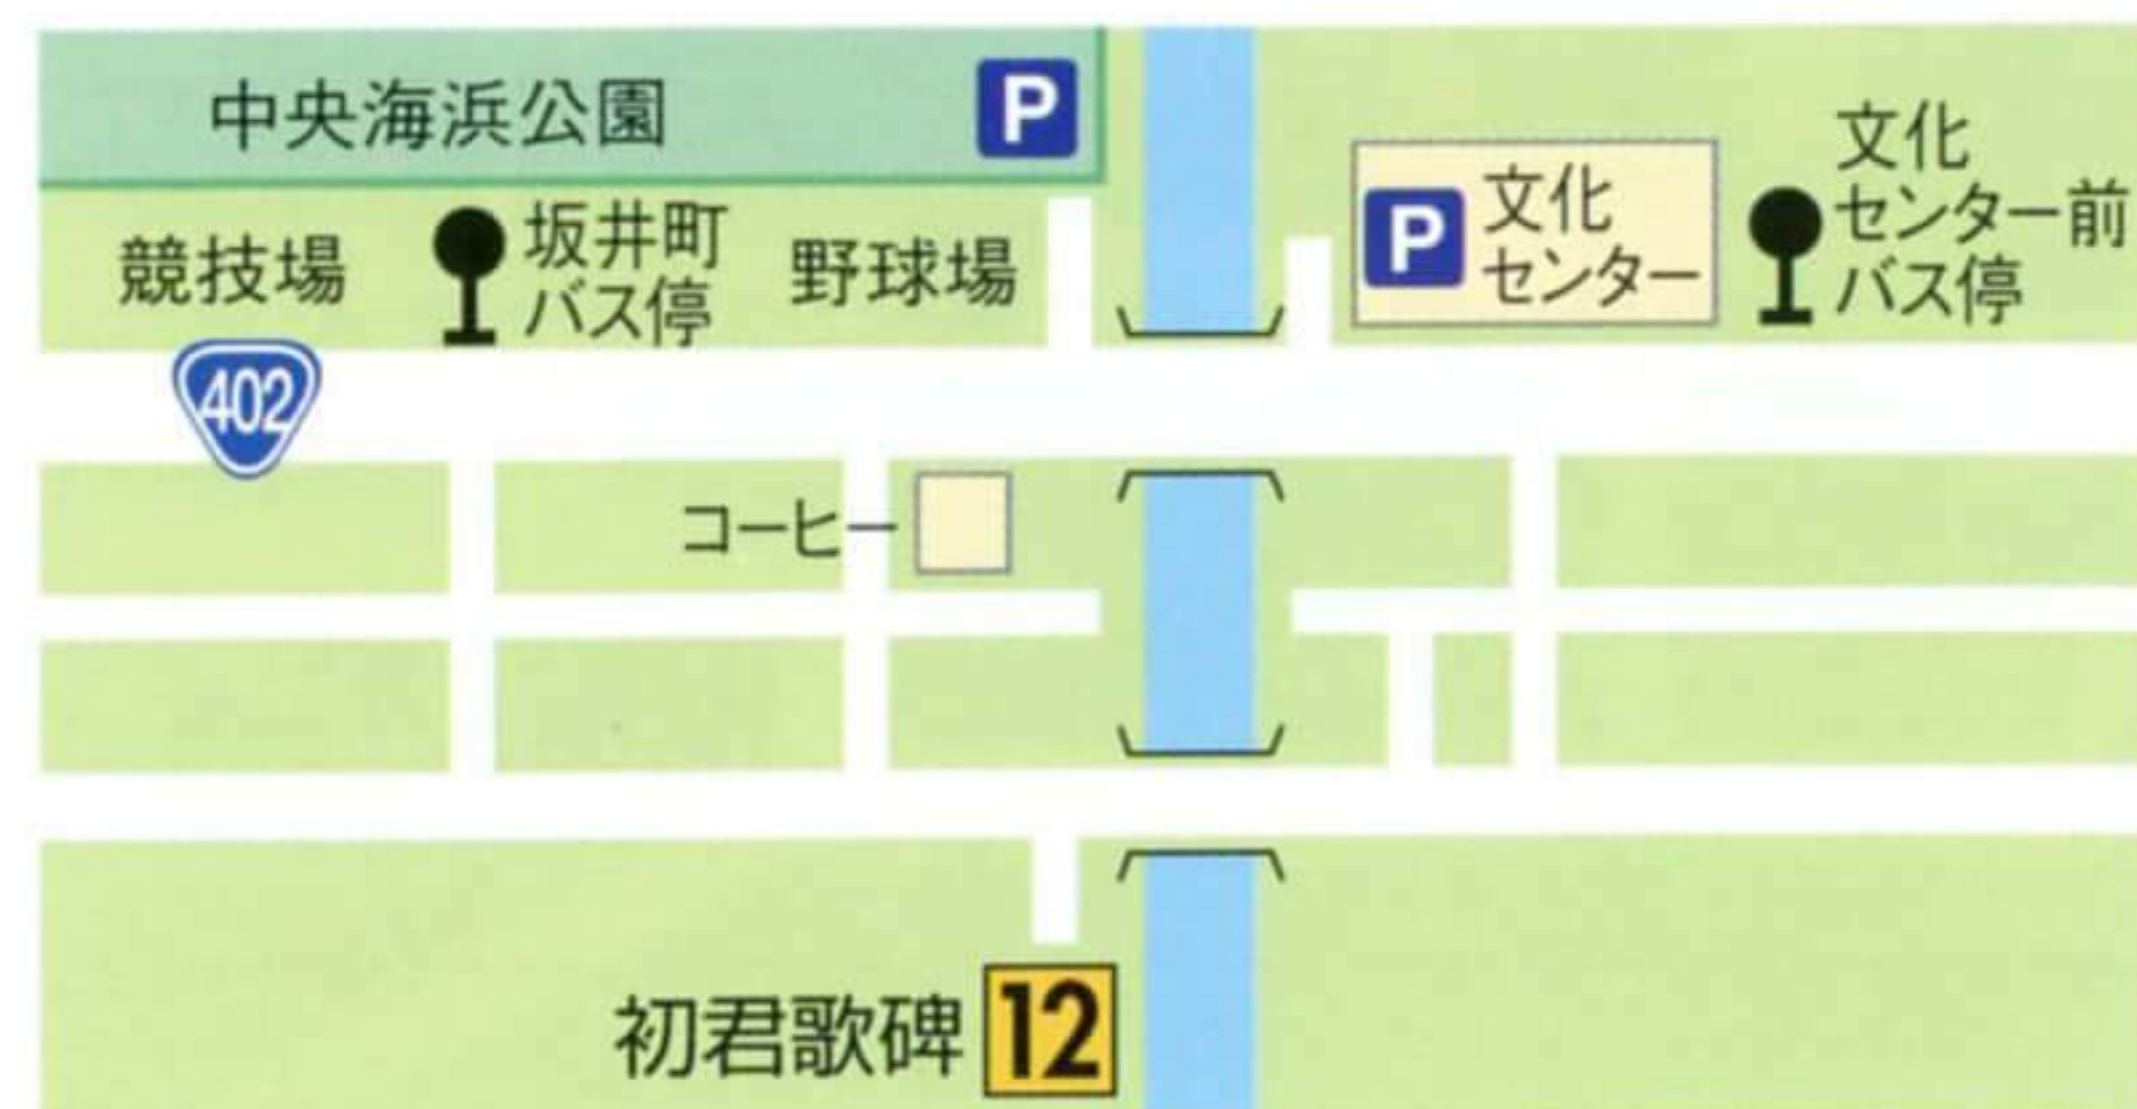 中央海浜公園
P
文化
センター前
バス停
P
文化
センター
競技場
坂井町
バス停
野球場
402
コーヒー
初君歌碑
12